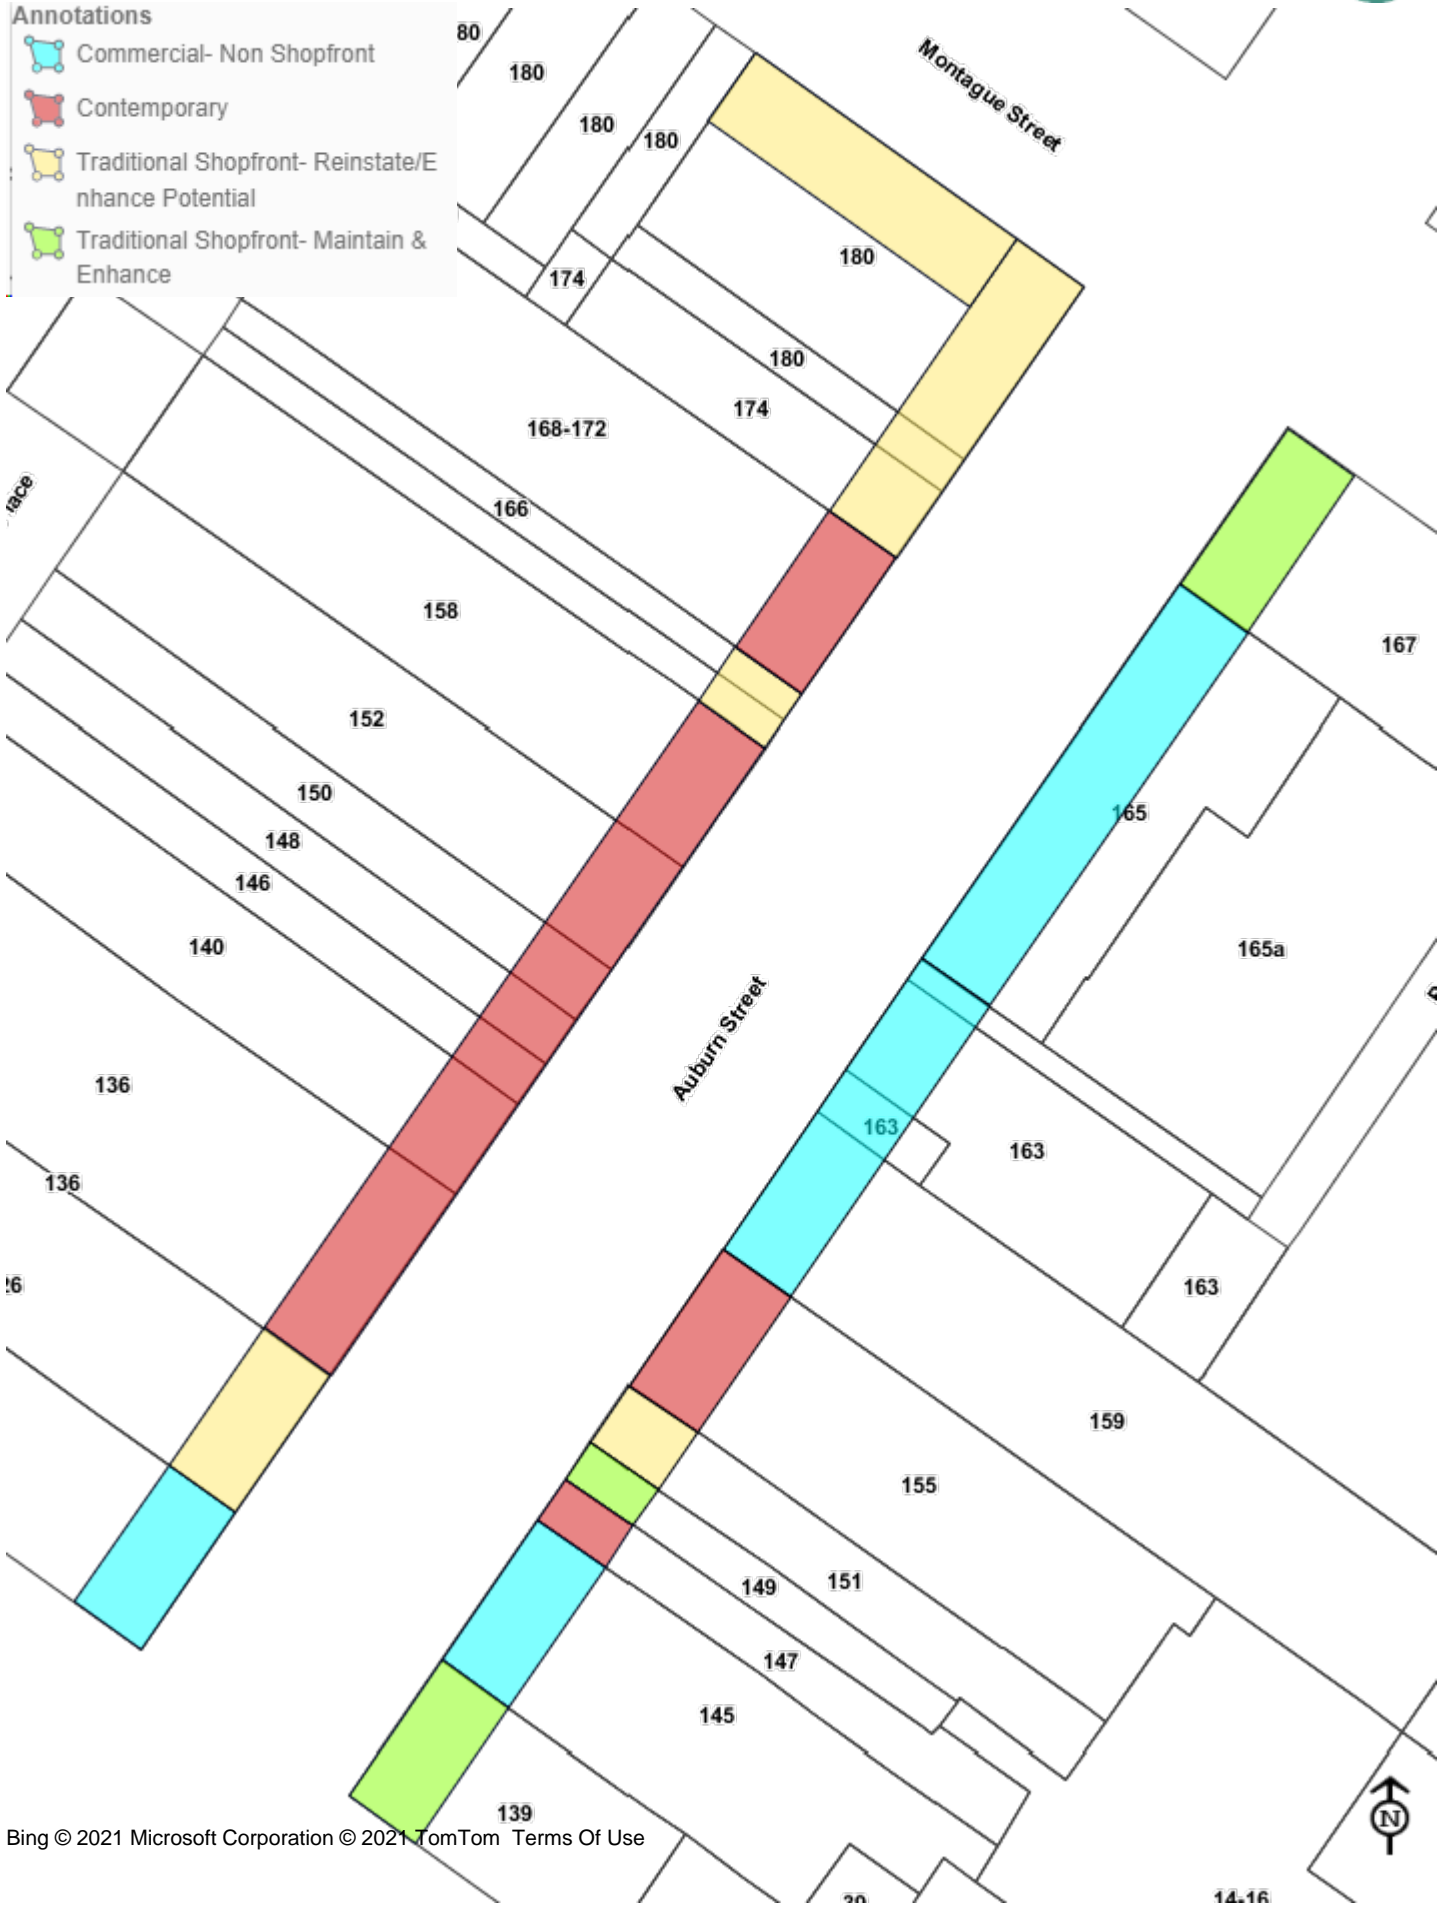 Annotations
Commercial- Non Shopfront
Contemporary
Traditional Shopfront- Reinstate/E
nhance Potential
Traditional Shopfront- Maintain &
Enhance
80
180
180
180
Montague Street
180
174
180
174
168-172
166
158
152
150
148
146
140
136
136
26
167
165
165a
Auburn Street
163
163
163
159
155
151
149
147
145
139
N
Bing © 2021 Microsoft Corporation © 2021 TomTom Terms Of Use
14-16